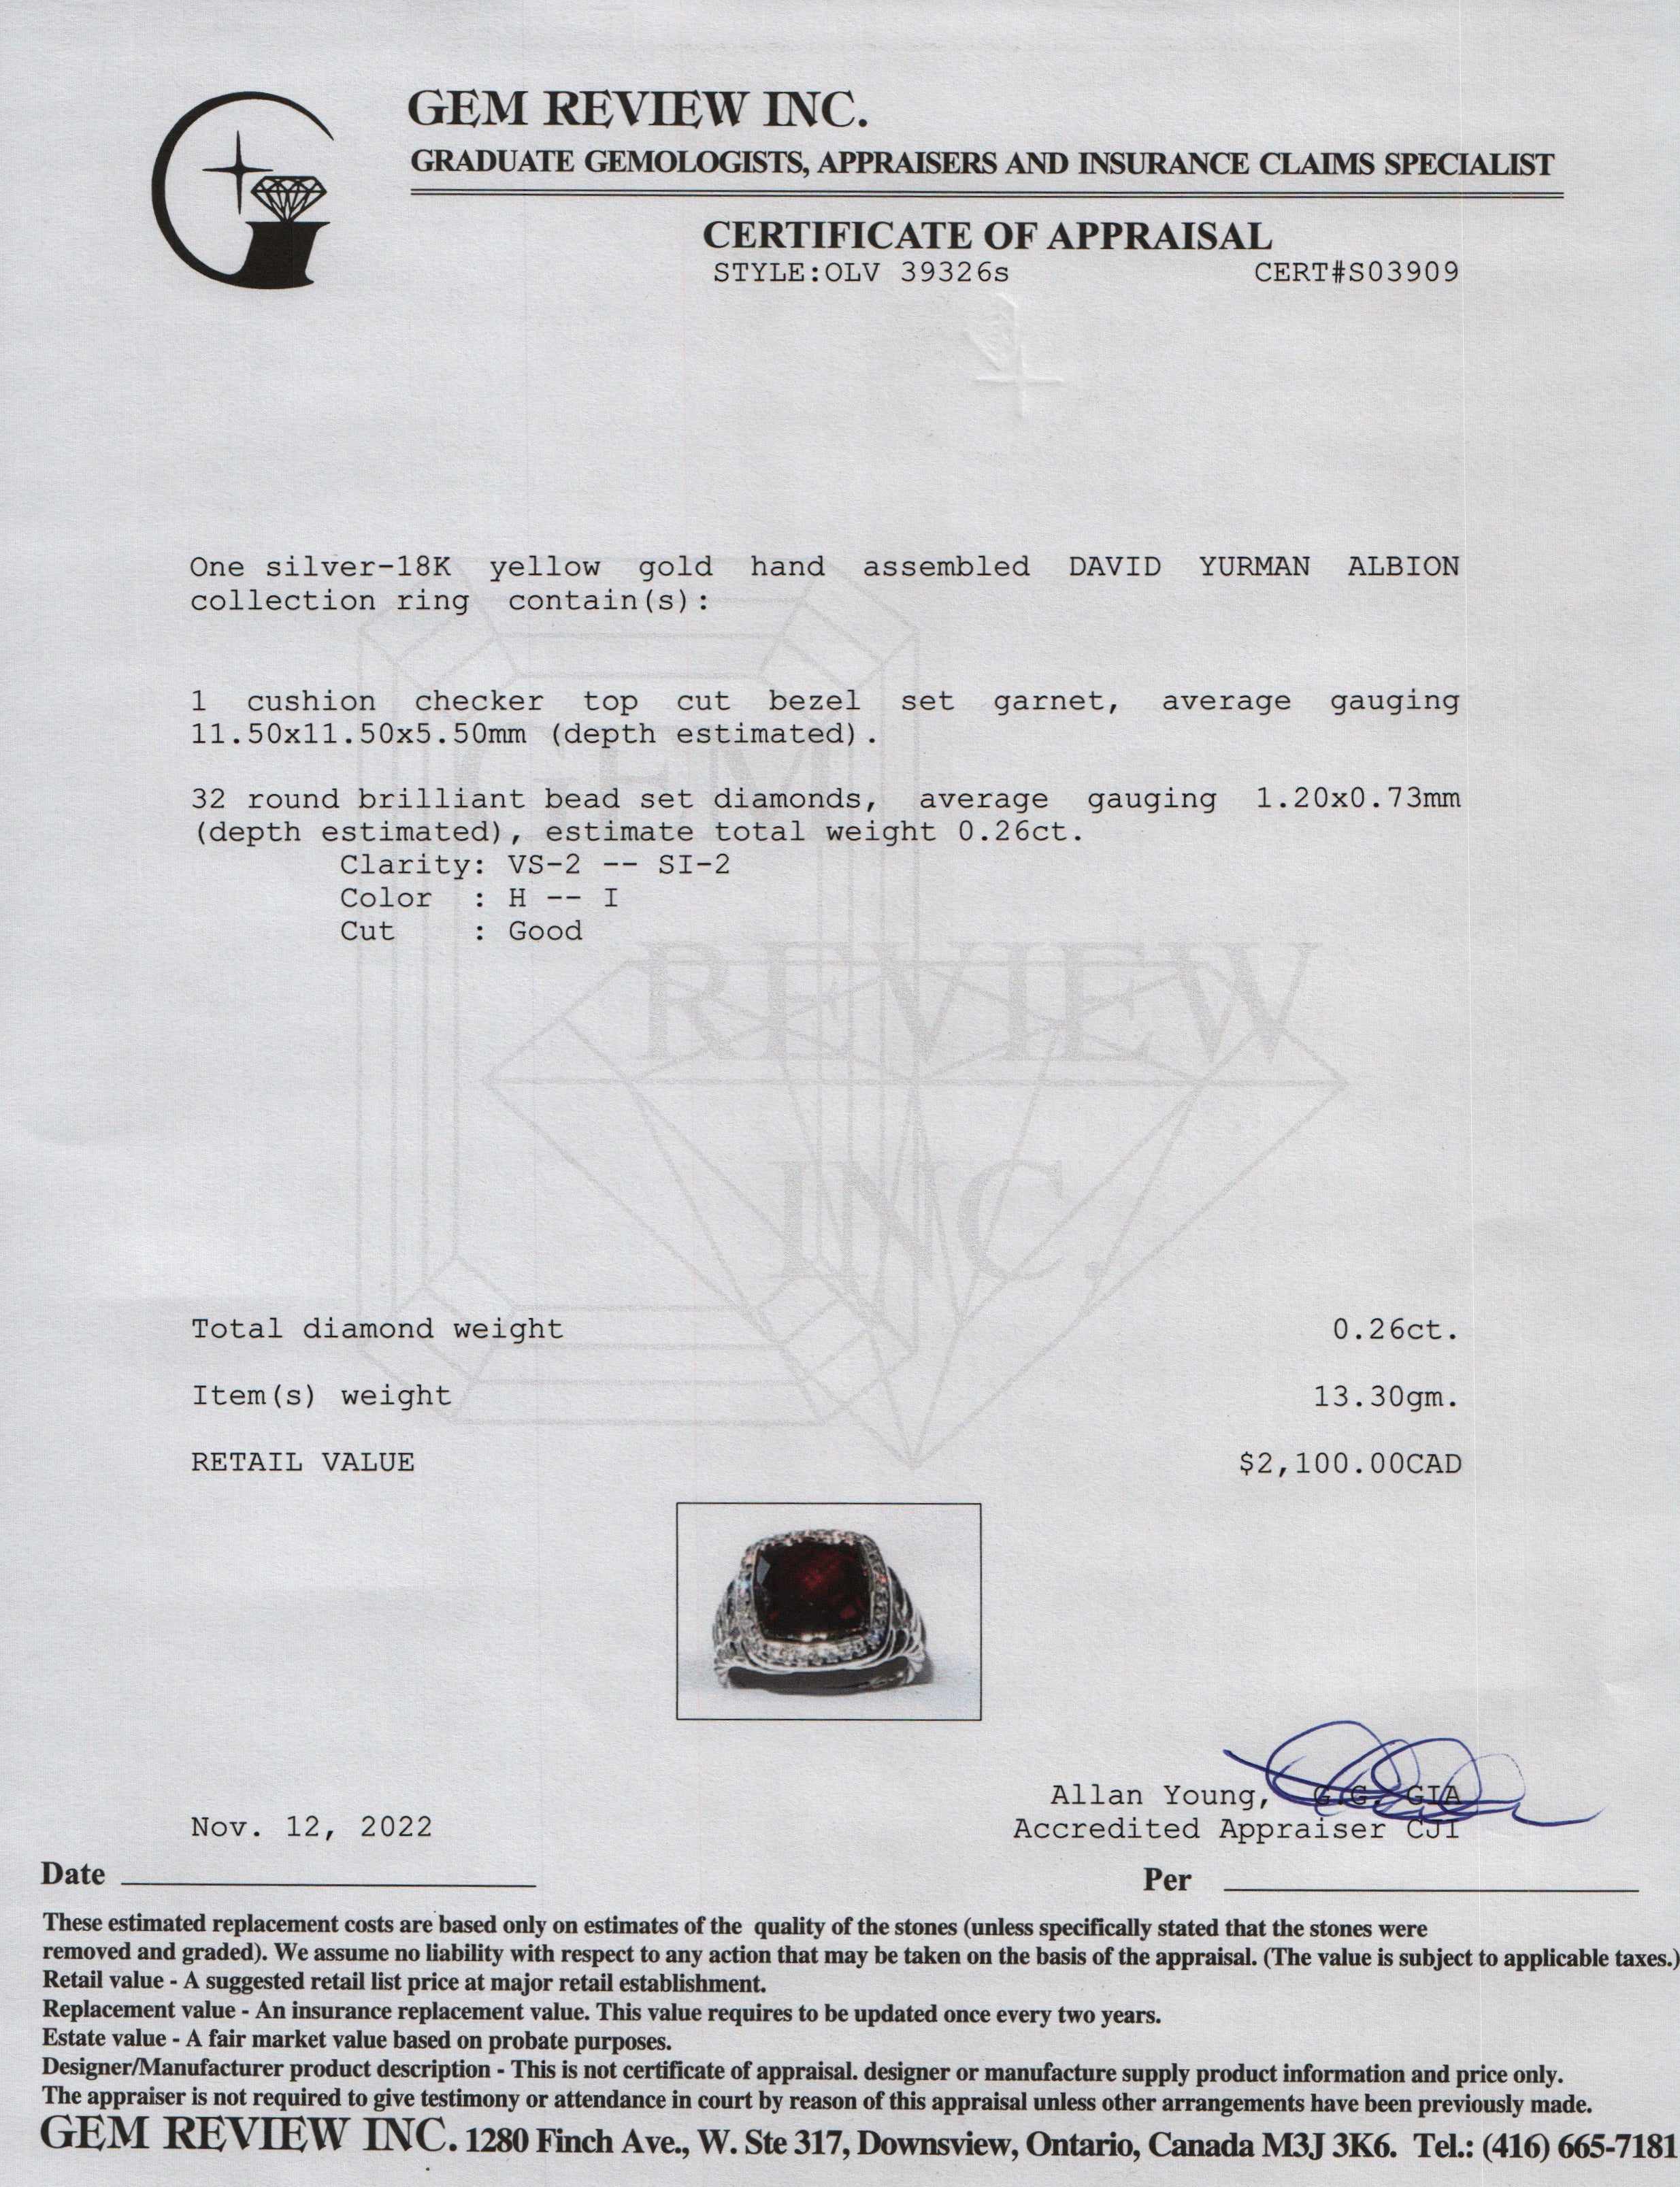 GEM REVIEW INC.
GRADUATE GEMOLOGISTS, APPRAISERS AND INSURANCE CLAIMS SPECIALIST
CERTIFICATE OF APPRAISAL
STYLE:OLV 39326s CERT#S03909
One silver-18K yellow gold hand assembled DAVID YURMAN ALBION
collection ring contain(s):
1 cushion checker top cut bezel set garnet, average gauging
11.50x11.50x5.50mm (depth estimated).
GEM
32 round brilliant bead set diamonds, average gauging 1.20x0.73mm
(depth estimated), estimate total weight 0.26ct.
Clarity: VS-2 -- SI-2
Color : H -- I
Cut : Good
REVIEW
INC.
Total diamond weight 0.26ct.
Item(s) weight 13.30gm.
RETAIL VALUE $2,100.00CAD
Allan Young, G.G. GIA
Nov. 12, 2022 Accredited Appraiser CJI
Date Per
These estimated replacement costs are based only on estimates of the quality of the stones (unless specifically stated that the stones were
removed and graded). We assume no liability with respect to any action that may be taken on the basis of the appraisal. (The value is subject to applicable taxes.)
Retail value - A suggested retail list price at major retail establishment.
Replacement value - An insurance replacement value. This value requires to be updated once every two years.
Estate value - A fair market value based on probate purposes.
Designer/Manufacturer product description - This is not certificate of appraisal. designer or manufacture supply product information and price only.
The appraiser is not required to give testimony or attendance in court by reason of this appraisal unless other arrangements have been previously made.
GEM REVIEW INC. 1280 Finch Ave., W. Ste 317, Downsview, Ontario, Canada M3J 3K6. Tel.: (416) 665-7181